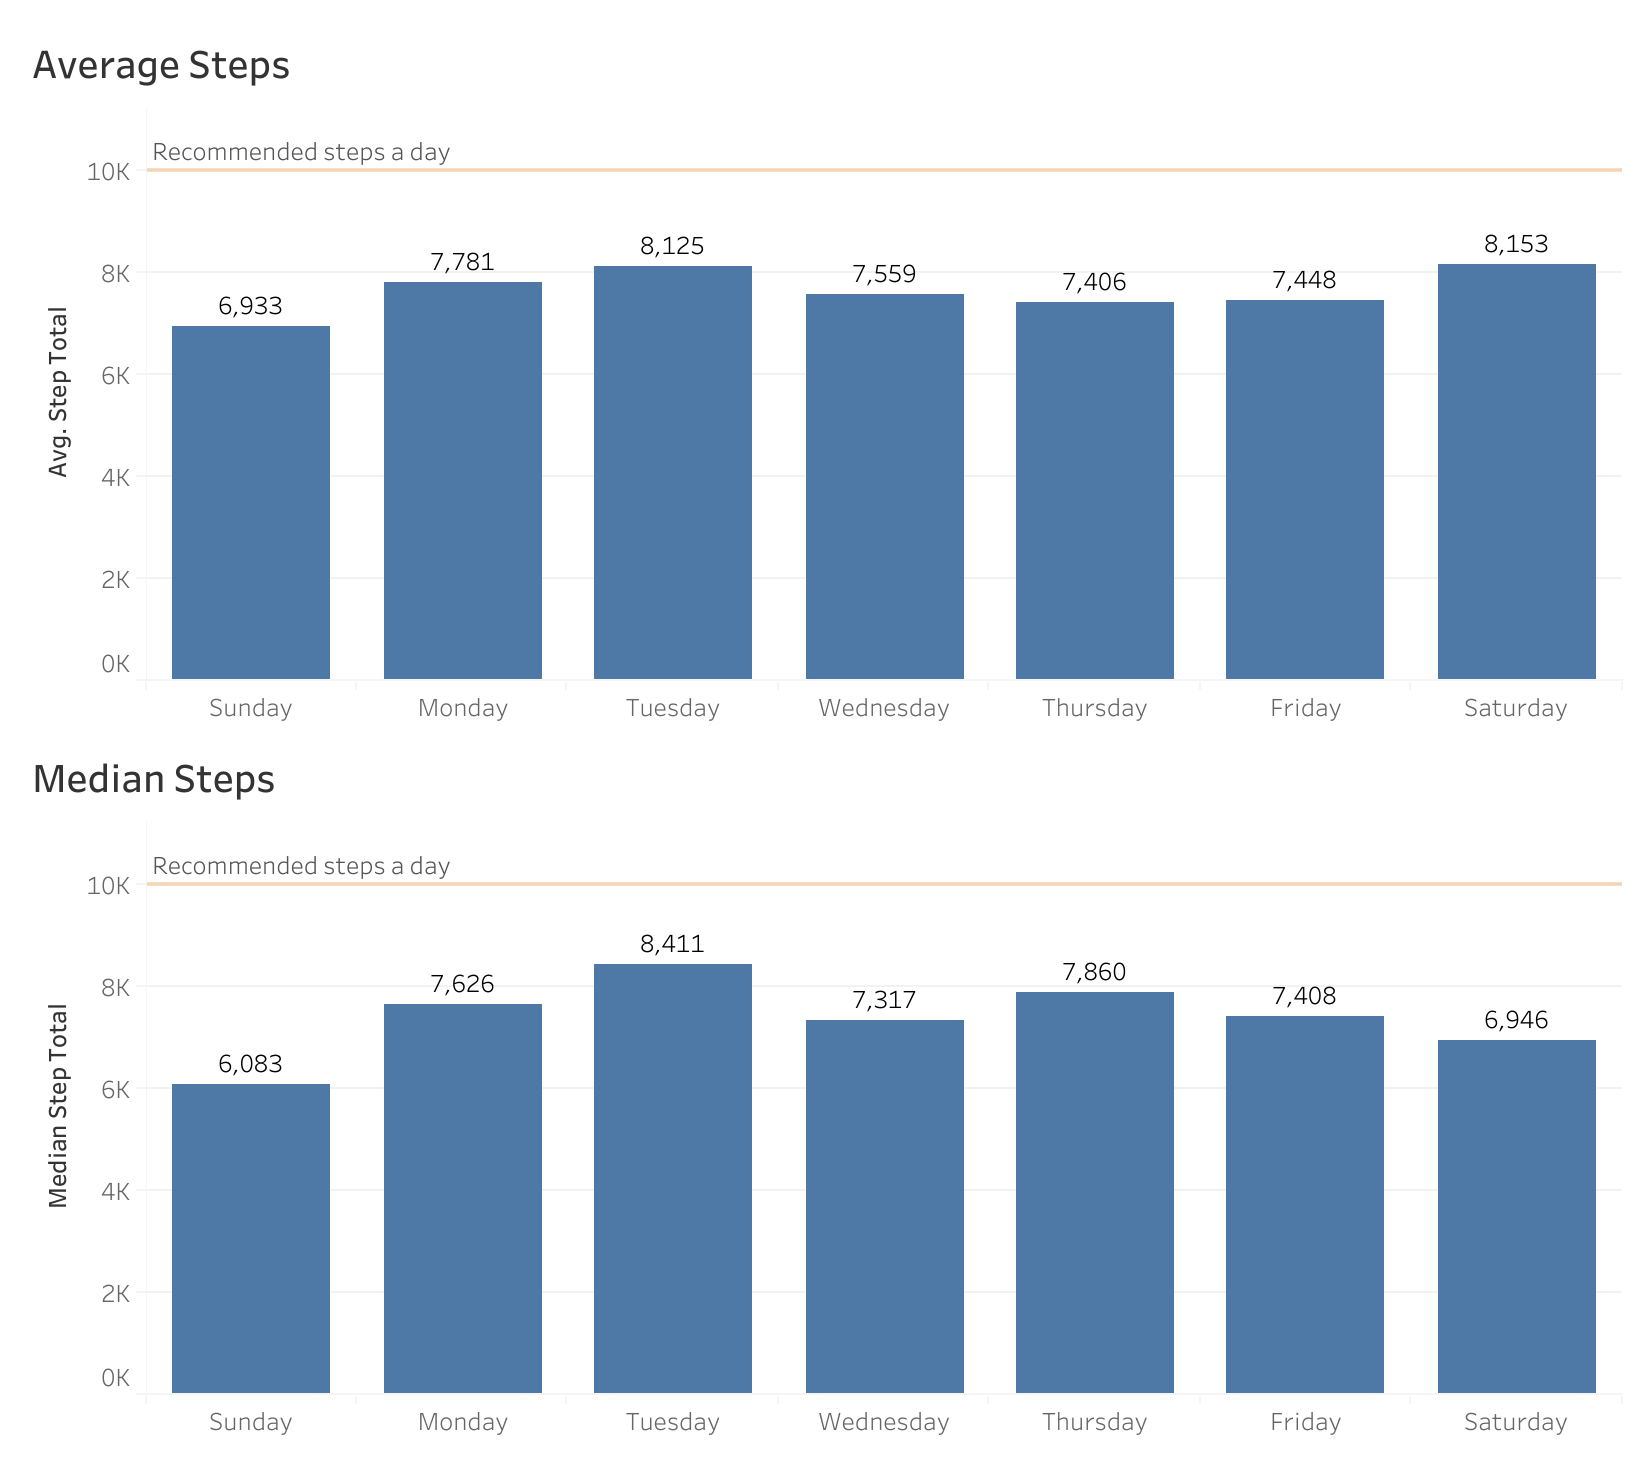 Average Steps
Recommended steps a day
10K
8K
6K
4K
2K
0K
Avg. Step Total
6,933
7,781
8,125
7,559
7,406
7,448
8,153
Sunday
Monday
Tuesday
Wednesday
Thursday
Friday
Saturday
Median Steps
Recommended steps a day
10K
8K
6K
4K
2K
0K
Median Step Total
6,083
7,626
8,411
7,317
7,860
7,408
6,946
Sunday
Monday
Tuesday
Wednesday
Thursday
Friday
Saturday